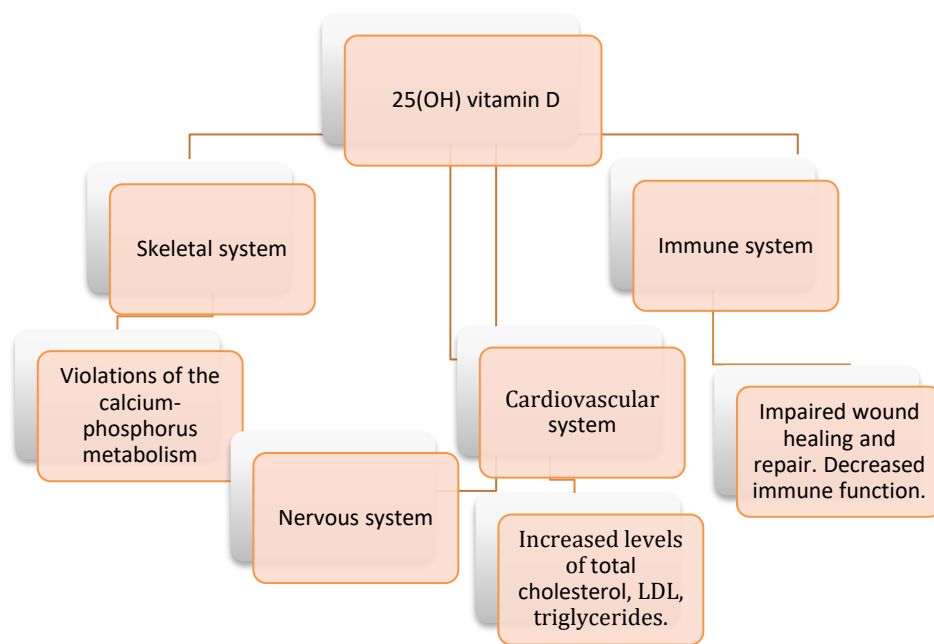 25(OH) vitamin D
Skeletal system
Immune system
Violations of the
calcium-
phosphorus
metabolism
Cardiovascular
system
Impaired wound
healing and
repair. Decreased
immune function.
Nervous system
Increased levels
of total
cholesterol, LDL,
triglycerides.